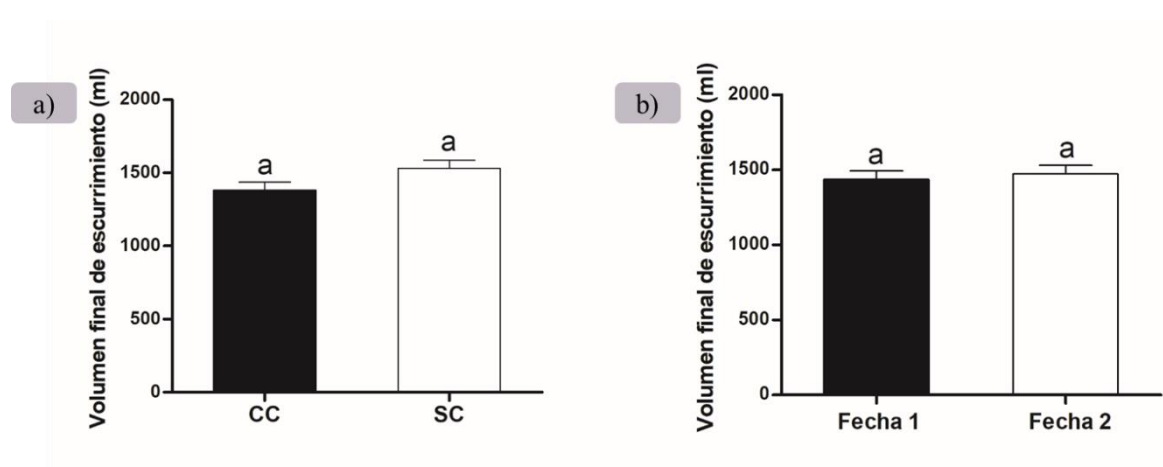 a)
Volumen final de escurrimiento (ml)
2000
1500
1000
500
0
a
a
CC
SC
b)
Volumen final de escurrimiento (ml)
2000
1500
1000
500
0
a
a
Fecha 1
Fecha 2